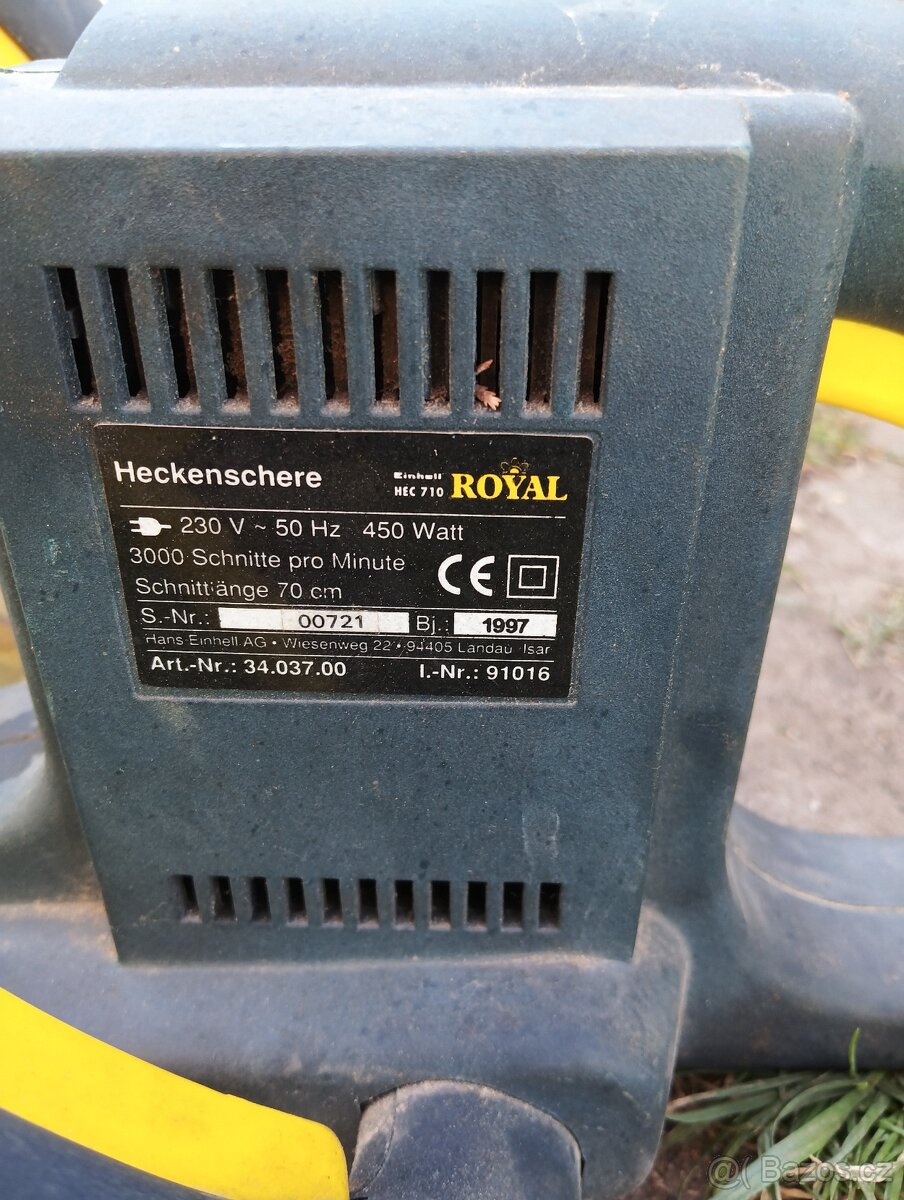 Heckenschere Einhell HEC 710 ROYAL
230 V ~ 50 Hz 450 Watt
3000 Schnitte pro Minute
Schnittlänge 70 cm CE
S.-Nr.: 00721 Bj.: 1997
Hans Einhell AG • Wiesenweg 22 • 94405 Landau/Isar
Art.-Nr.: 34.037.00 I.-Nr.: 91016
@( Bazos.cz